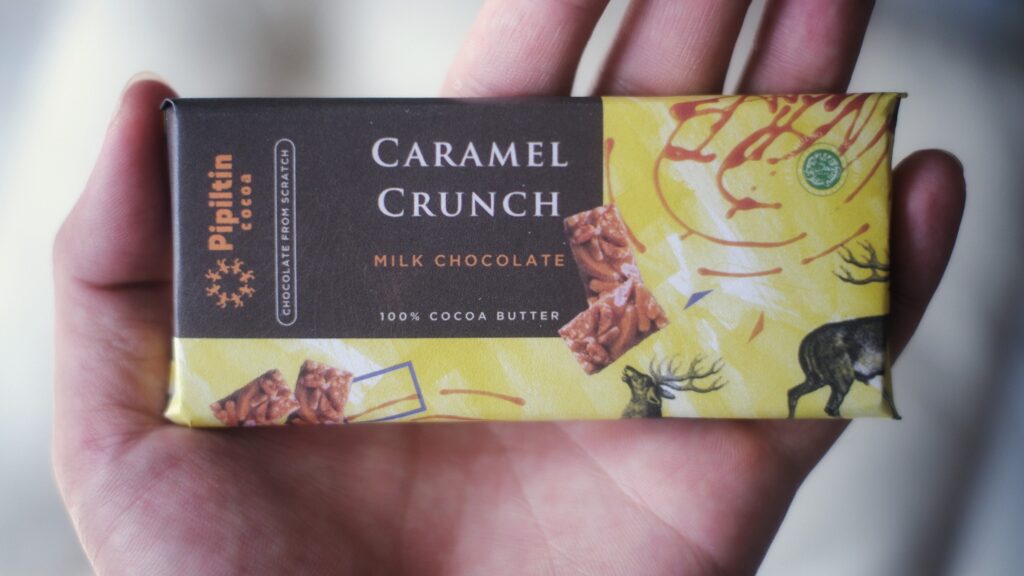 Pipiltin
cocoa
CHOCOLATE FROM SCRATCH
CARAMEL
CRUNCH
MILK CHOCOLATE
100% COCOA BUTTER